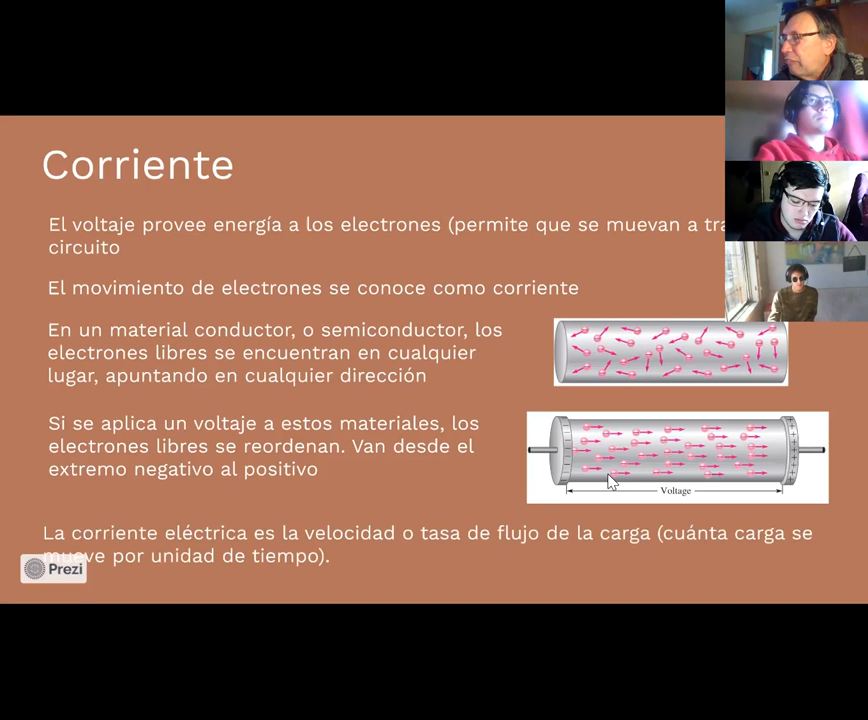 Corriente
El voltaje provee energía a los electrones (permite que se muevan a
circuito
El movimiento de electrones se conoce como corriente
En un material conductor, o semiconductor, los
electrones libres se encuentran en cualquier
lugar, apuntando en cualquier dirección
Si se aplica un voltaje a estos materiales, los
electrones libres se reordenan. Van desde el
extremo negativo al positivo
Voltage
La corriente eléctrica es la velocidad o tasa de flujo de la carga (cuánta carga se
mueve por unidad de tiempo).
Prezi